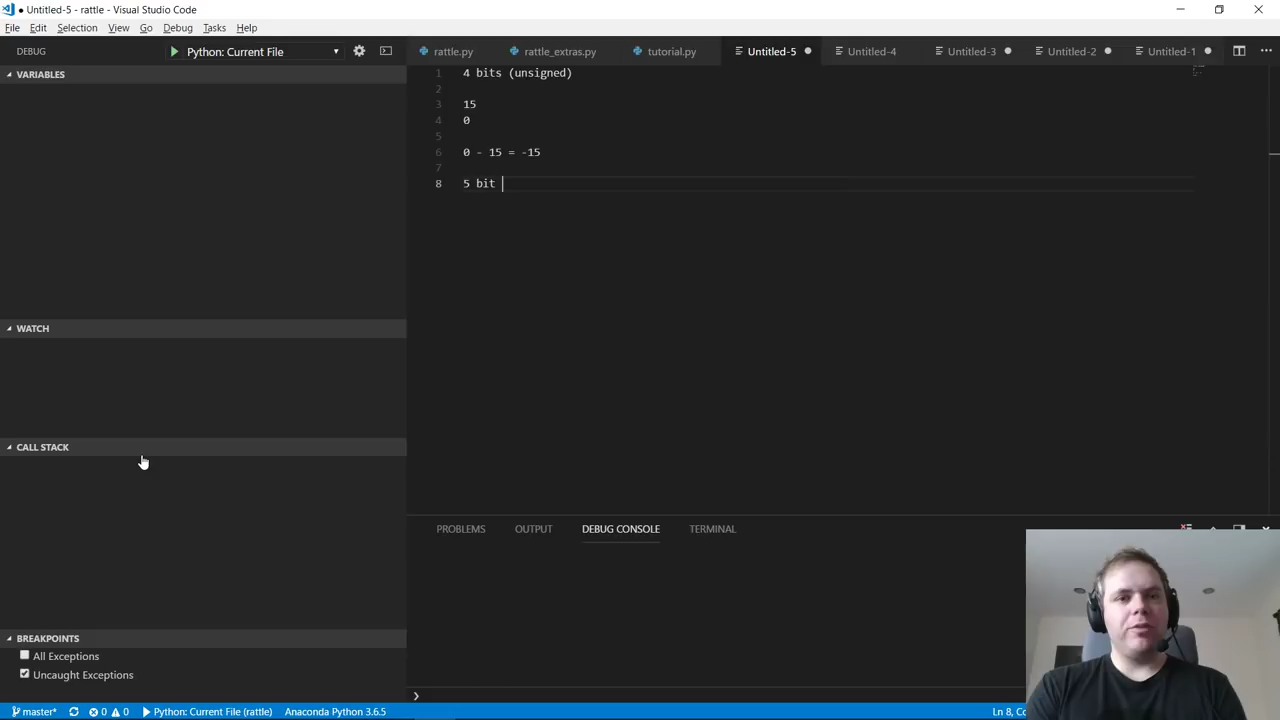 ● Untitled-5 - rattle - Visual Studio Code
File Edit Selection View Go Debug Tasks Help
DEBUG Python: Current File rattle.py rattle_extras.py tutorial.py Untitled-5 Untitled-4 Untitled-3 Untitled-2 Untitled-1
VARIABLES
1 4 bits (unsigned)
2
3 15
4 0
5
6 0 - 15 = -15
7
8 5 bit
WATCH
CALL STACK
PROBLEMS OUTPUT DEBUG CONSOLE TERMINAL
BREAKPOINTS
All Exceptions
Uncaught Exceptions
master* 0 0 Python: Current File (rattle) Anaconda Python 3.6.5 Ln 8,